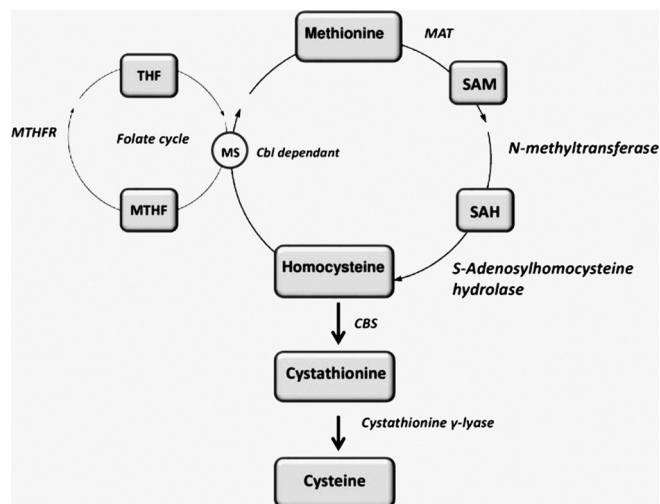 Methionine
MAT
THF
SAM
MTHFR
Folate cycle
MS
Cbl dependant
N-methyltransferase
MTHF
SAH
Homocysteine
S-Adenosylhomocysteine
hydrolase
CBS
Cystathionine
Cystathionine γ-lyase
Cysteine